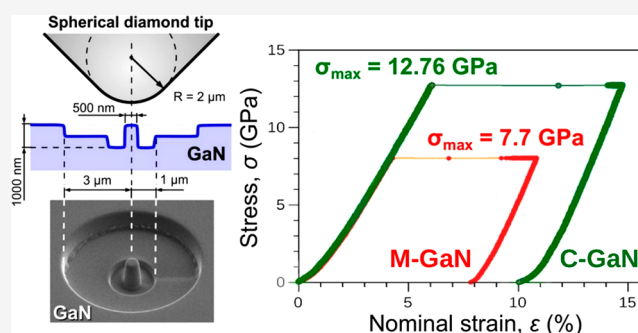 Spherical diamond tip
R = 2 μm
500 nm
GaN
1000 nm
3 μm
1 μm
GaN
15
10
5
0
0
5
10
15
Stress, σ (GPa)
Nominal strain, ε (%)
σmax = 12.76 GPa
σmax = 7.7 GPa
M-GaN
C-GaN